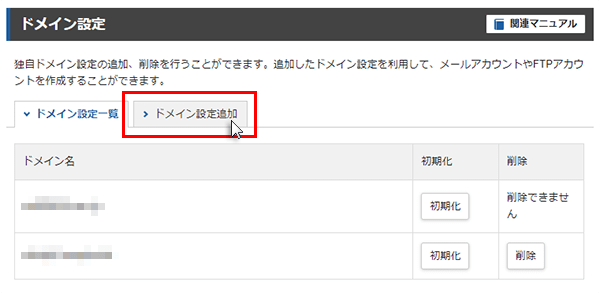 ドメイン設定
関連マニュアル
独自ドメイン設定の追加、削除を行うことができます。追加したドメイン設定を利用して、メールアカウントやFTPアカウ
ントを作成することができます。
ドメイン設定一覧
ドメイン設定追加
ドメイン名 初期化 削除
初期化 削除できませ
ん
初期化 削除